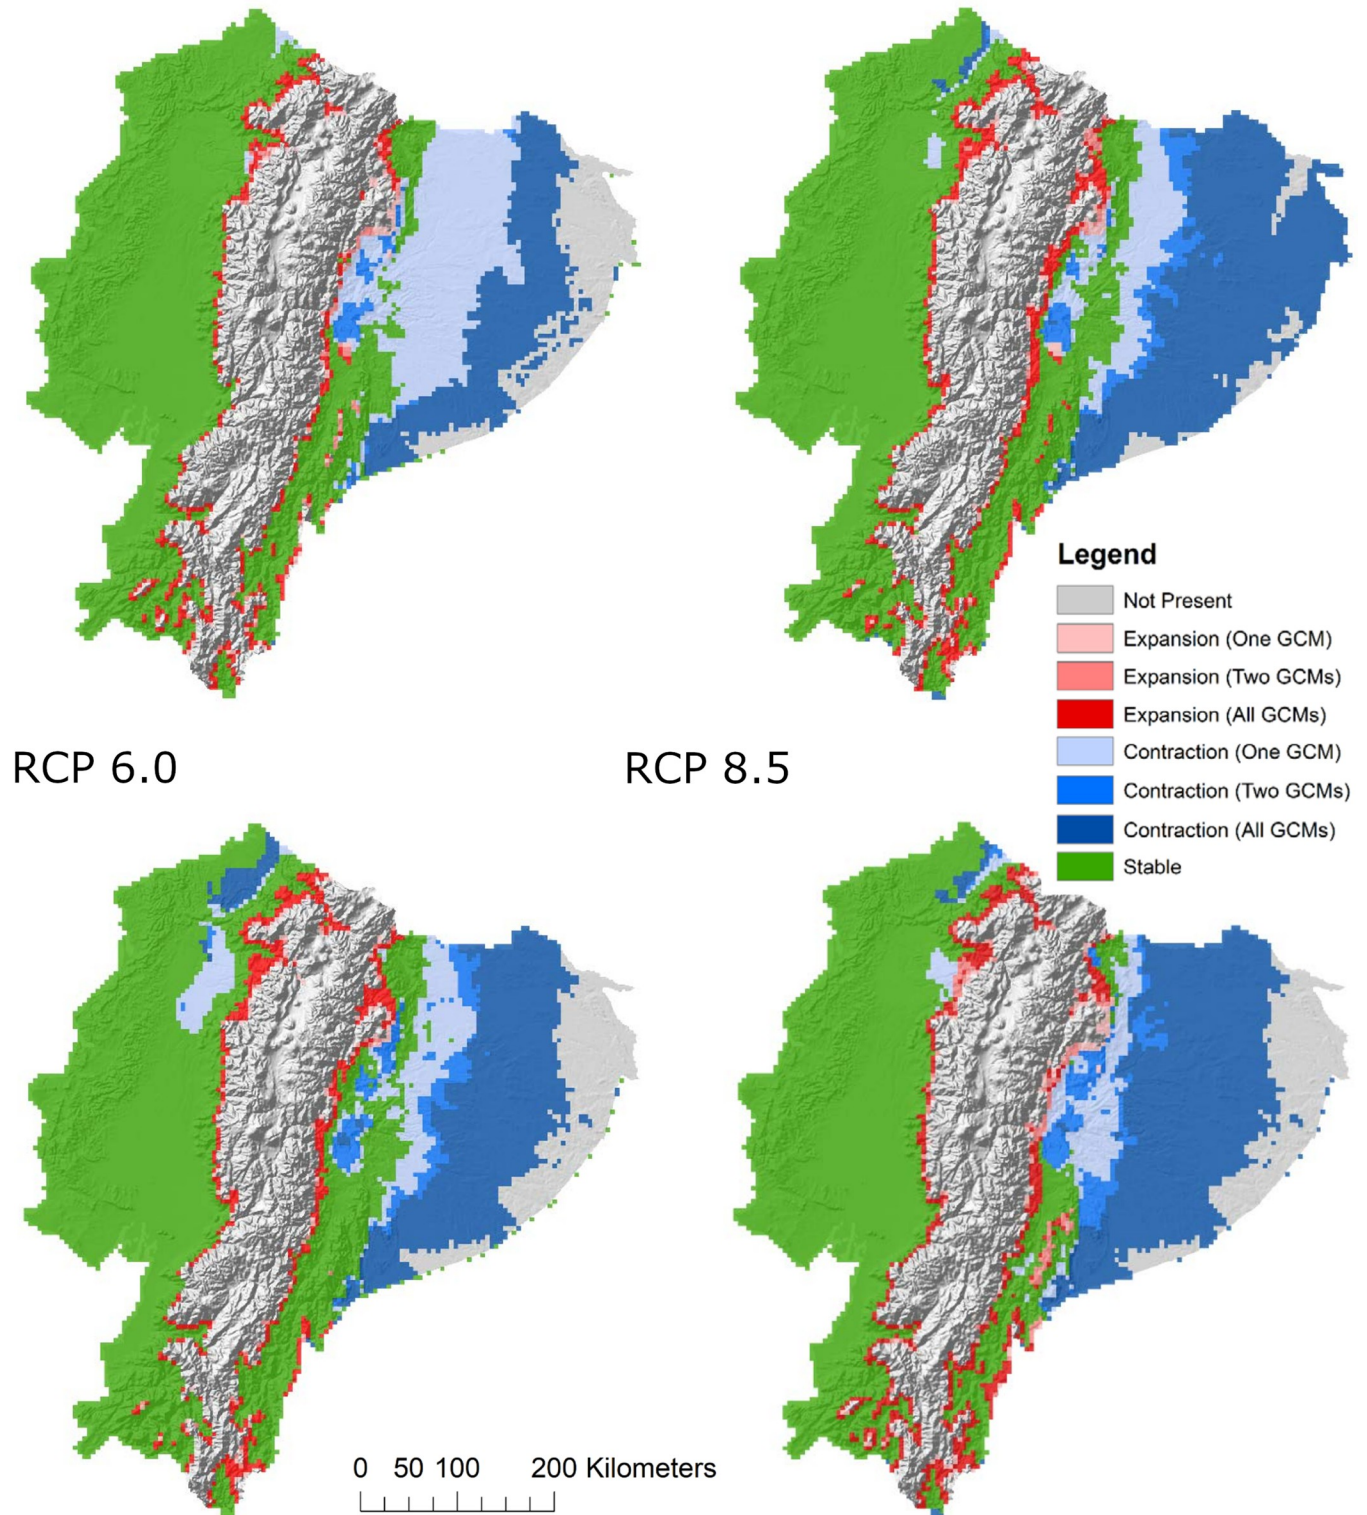 Legend
Not Present
Expansion (One GCM)
Expansion (Two GCMs)
Expansion (All GCMs)
Contraction (One GCM)
Contraction (Two GCMs)
Contraction (All GCMs)
Stable
RCP 6.0
RCP 8.5
0 50 100 200 Kilometers